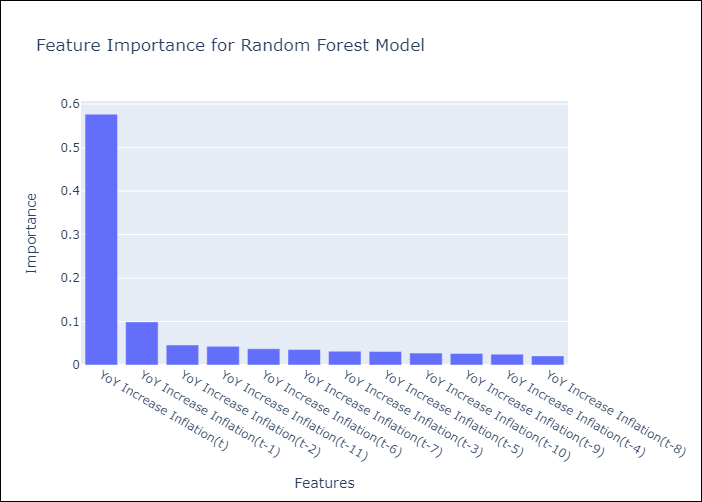 Feature Importance for Random Forest Model
Importance
0.6
0.5
0.4
0.3
0.2
0.1
0
YoY Increase Inflation(t)
YoY Increase Inflation(t-1)
YoY Increase Inflation(t-2)
YoY Increase Inflation(t-11)
YoY Increase Inflation(t-6)
YoY Increase Inflation(t-7)
YoY Increase Inflation(t-3)
YoY Increase Inflation(t-5)
YoY Increase Inflation(t-10)
YoY Increase Inflation(t-9)
YoY Increase Inflation(t-4)
YoY Increase Inflation(t-8)
Features